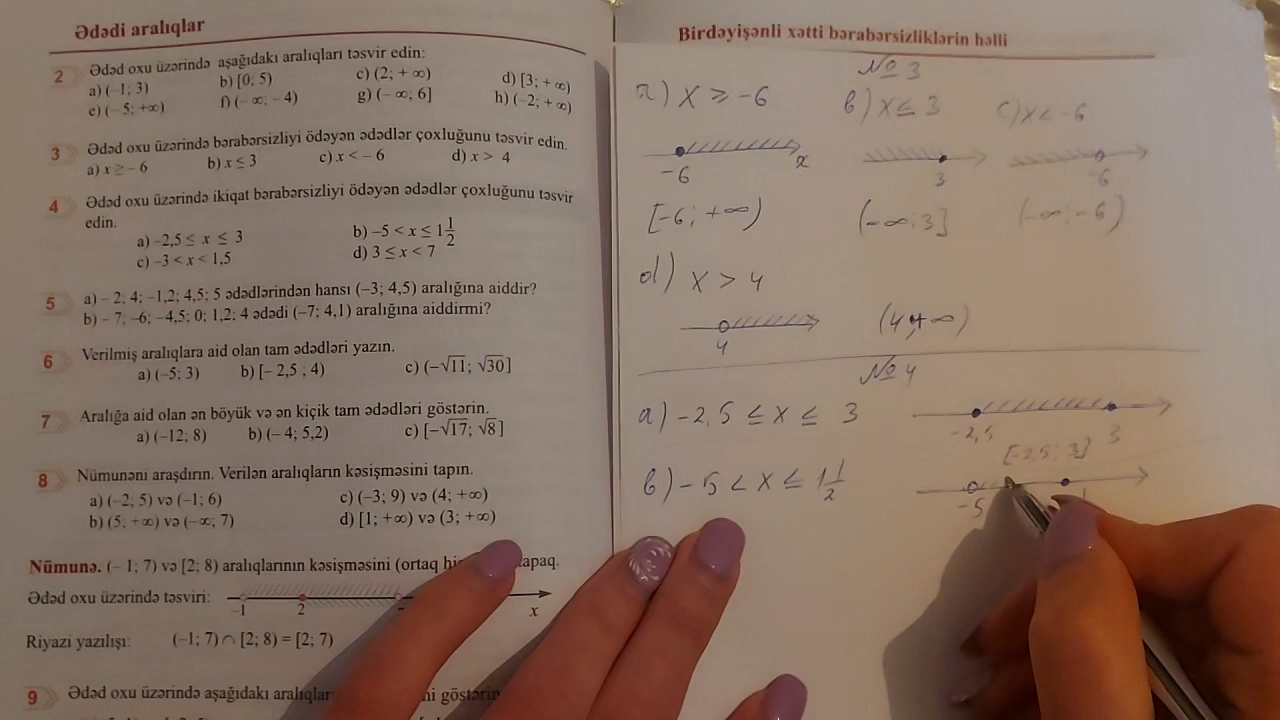 Ədədi aralıqlar
2 Ədəd oxu üzərində aşağıdakı aralıqları təsvir edin:
a) (–1; 3) b) [0; 5) c) (2; + ∞) d) [3; + ∞)
e) (– 5; +∞) f) (– ∞; – 4) g) (– ∞; 6] h) (–2; + ∞)
3 Ədəd oxu üzərində bərabərsizliyi ödəyən ədədlər çoxluğunu təsvir edin.
a) x ≥ – 6 b) x ≤ 3 c) x < – 6 d) x > 4
4 Ədəd oxu üzərində ikiqat bərabərsizliyi ödəyən ədədlər çoxluğunu təsvir
edin.
a) –2,5 ≤ x ≤ 3 b) –5 < x ≤ 1 1/2
c) –3 < x < 1,5 d) 3 ≤ x < 7
5 a) – 2; 4; –1,2; 4,5; 5 ədədlərindən hansı (–3; 4,5) aralığına aiddir?
b) – 7; –6; –4,5; 0; 1,2; 4 ədədi (–7; 4,1) aralığına aiddirmi?
6 Verilmiş aralıqlara aid olan tam ədədləri yazın.
a) (–5; 3) b) [– 2,5 ; 4) c) (–√11; √30]
7 Aralığa aid olan ən böyük və ən kiçik tam ədədləri göstərin.
a) (–12; 8) b) (– 4; 5,2) c) [–√17; √8]
8 Nümunəni araşdırın. Verilən aralıqların kəsişməsini tapın.
a) (–2; 5) və (–1; 6) c) (–3; 9) və (4; +∞)
b) (5; +∞) və (–∞; 7) d) [1; +∞) və (3; +∞)
Nümunə. (– 1; 7) və [2; 8) aralıqlarının kəsişməsini (ortaq tapaq.
Ədəd oxu üzərində təsviri: –1 2 x
Riyazi yazılışı: (–1; 7) ∩ [2; 8) = [2; 7)
9 Ədəd oxu üzərində aşağıdakı
Birdəyişənli xətti bərabərsizliklərin həlli
№ 3
a) x ≥ -6 b) x ≤ 3 c) x < -6
-6 x 3 -6
[-6; +∞) (-∞; 3] (-∞; -6)
d) x > 4
4 (4; +∞)
№ 4
a) -2,5 ≤ x ≤ 3
-2,5 3
[-2,5; 3]
b) -5 < x ≤ 1 1/2
-5 1